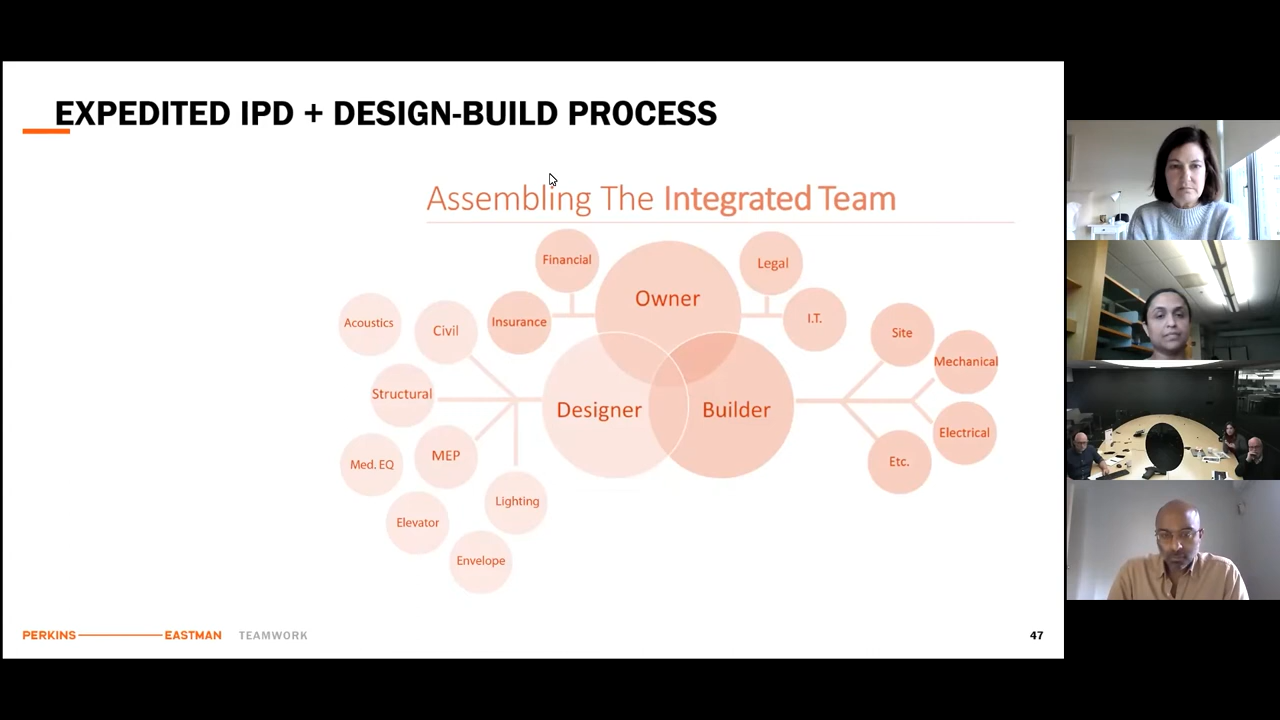 EXPEDITED IPD + DESIGN-BUILD PROCESS
Assembling The Integrated Team
Financial
Legal
Owner
Insurance
I.T.
Acoustics
Civil
Site
Mechanical
Structural
Designer
Builder
Electrical
Med. EQ
MEP
Etc.
Lighting
Elevator
Envelope
PERKINS EASTMAN TEAMWORK
47